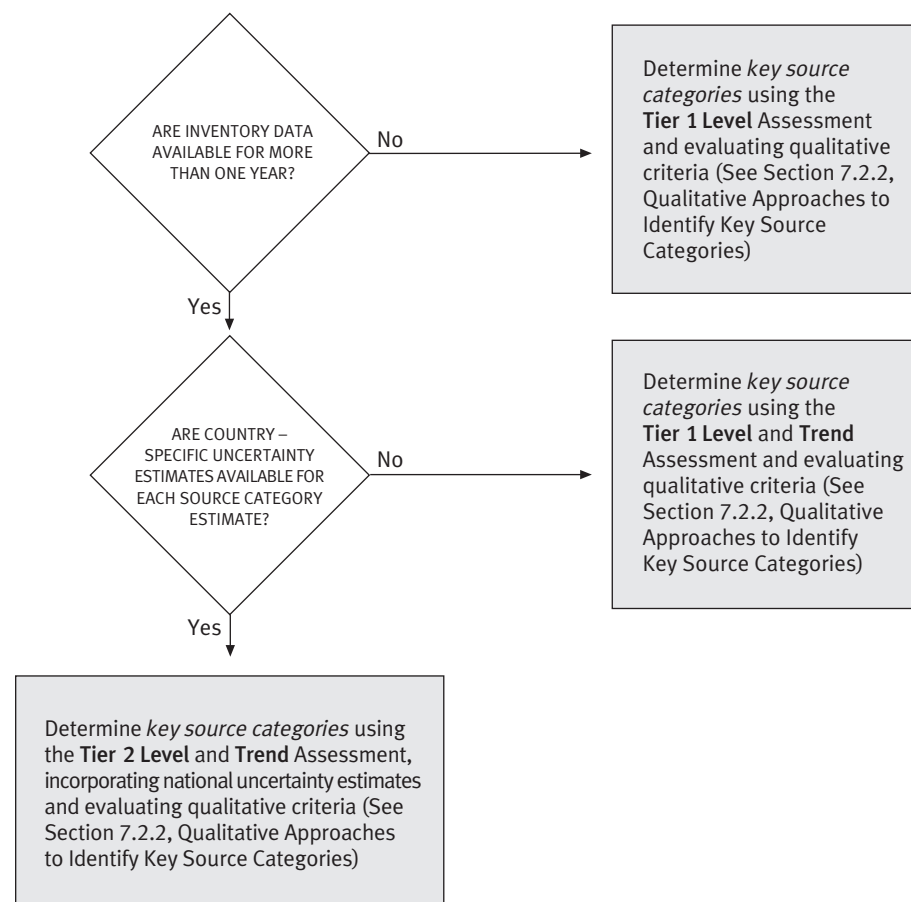 ARE INVENTORY DATA
AVAILABLE FOR MORE
THAN ONE YEAR?
No
Determine key source
categories using the
Tier 1 Level Assessment
and evaluating qualitative
criteria (See Section 7.2.2,
Qualitative Approaches to
Identify Key Source
Categories)
Yes
ARE COUNTRY –
SPECIFIC UNCERTAINTY
ESTIMATES AVAILABLE FOR
EACH SOURCE CATEGORY
ESTIMATE?
No
Determine key source
categories using the
Tier 1 Level and Trend
Assessment and evaluating
qualitative criteria (See
Section 7.2.2, Qualitative
Approaches to Identify
Key Source Categories)
Yes
Determine key source categories using
the Tier 2 Level and Trend Assessment,
incorporating national uncertainty estimates
and evaluating qualitative criteria (See
Section 7.2.2, Qualitative Approaches
to Identify Key Source Categories)